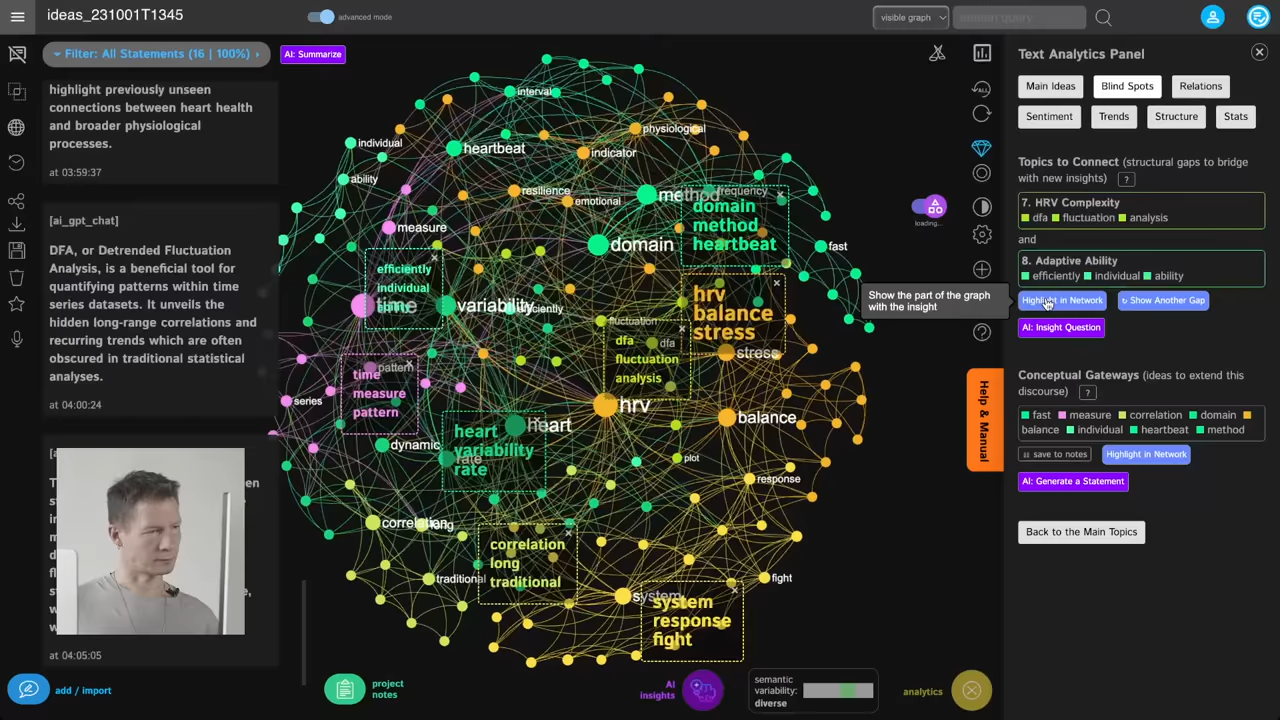 ideas_231001T1345
advanced mode
visible graph
search query
Filter: All Statements (16 | 100%)
AI: Summarize
highlight previously unseen
connections between heart health
and broader physiological
processes.
at 03:59:37
[ai_gpt_chat]
DFA, or Detrended Fluctuation
Analysis, is a beneficial tool for
quantifying patterns within time
series datasets. It unveils the
hidden long-range correlations and
recurring trends which are often
obscured in traditional statistical
analyses.
at 04:00:24
at 04:05:05
add / import
project
notes
AI
insights
semantic
variability:
diverse
analytics
interval
physiological
individual
heartbeat
indicator
ability
resilience
emotional
method
frequency
measure
domain
method
heartbeat
domain
fast
efficiently
individual
time
variability
efficiently
hrv
balance
stress
fluctuation
dfa
dfa
fluctuation
analysis
stress
pattern
time
measure
pattern
series
hrv
balance
heart
heart
variability
rate
dynamic
rate
plot
response
correlation
long
correlation
long
traditional
traditional
fight
system
system
response
fight
loading...
Show the part of the graph
with the insight
Help & Manual
Text Analytics Panel
Main Ideas
Blind Spots
Relations
Sentiment
Trends
Structure
Stats
Topics to Connect (structural gaps to bridge
with new insights) ?
7. HRV Complexity
dfa fluctuation analysis
and
8. Adaptive Ability
efficiently individual ability
Highlight in Network
↻ Show Another Gap
AI: Insight Question
Conceptual Gateways (ideas to extend this
discourse) ?
fast measure correlation domain
balance individual heartbeat method
save to notes
Highlight in Network
AI: Generate a Statement
Back to the Main Topics